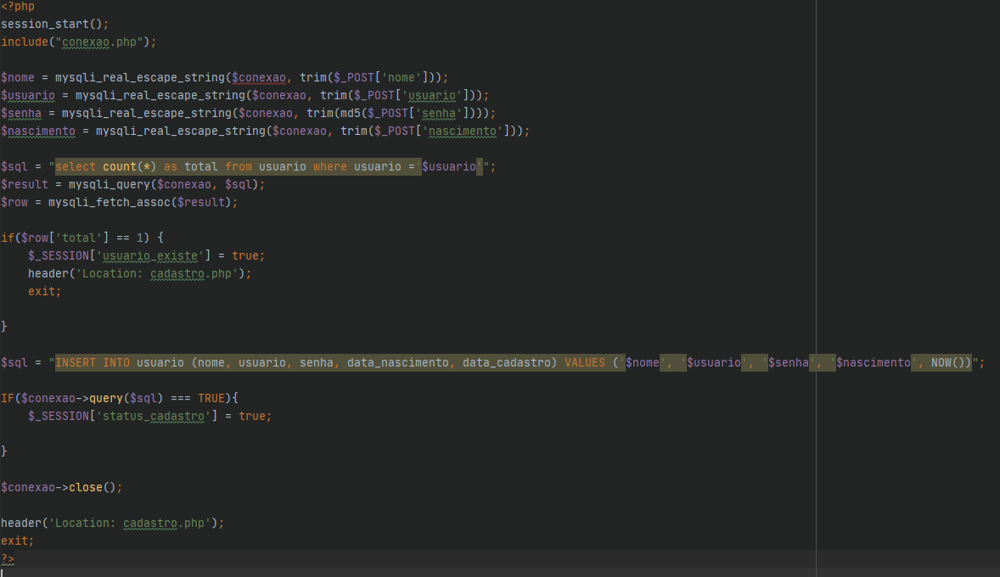 <?php
session_start();
include("conexao.php");
$nome = mysqli_real_escape_string($conexao, trim($_POST['nome']));
$usuario = mysqli_real_escape_string($conexao, trim($_POST['usuario']));
$senha = mysqli_real_escape_string($conexao, trim(md5($_POST['senha'])));
$nascimento = mysqli_real_escape_string($conexao, trim($_POST['nascimento']));
$sql = "select count(*) as total from usuario where usuario ='$usuario'";
$result = mysqli_query($conexao, $sql);
$row = mysqli_fetch_assoc($result);
if($row['total'] == 1) {
    $_SESSION['usuario_existe'] = true;
    header('Location: cadastro.php');
    exit;
}
$sql = "INSERT INTO usuario (nome, usuario, senha, data_nascimento, data_cadastro) VALUES ('$nome', '$usuario', '$senha', '$nascimento', NOW())";
IF($conexao->query($sql) === TRUE){
    $_SESSION['status_cadastro'] = true;
}
$conexao->close();
header('Location: cadastro.php');
exit;
?>